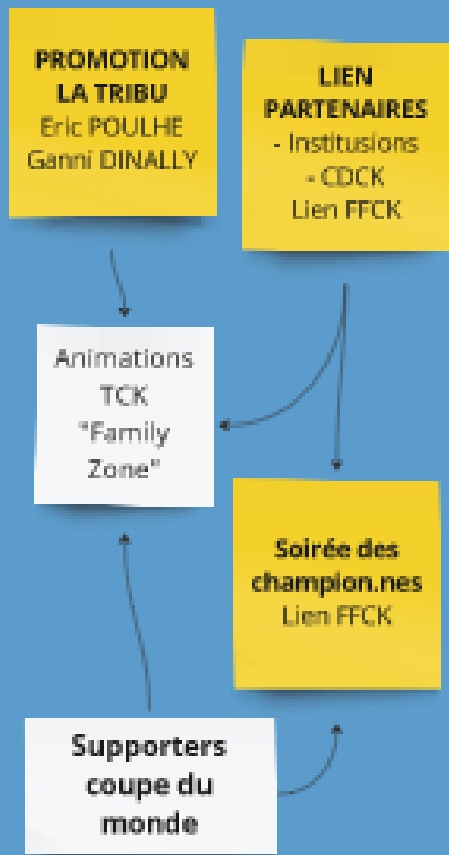 PROMOTION
LA TRIBU
Eric POULHE
Ganni DINALLY
LIEN
PARTENAIRES
- Institusions
- CDCK
Lien FFCK
Animations
TCK
"Family
Zone"
Soirée des
champion.nes
Lien FFCK
Supporters
coupe du
monde